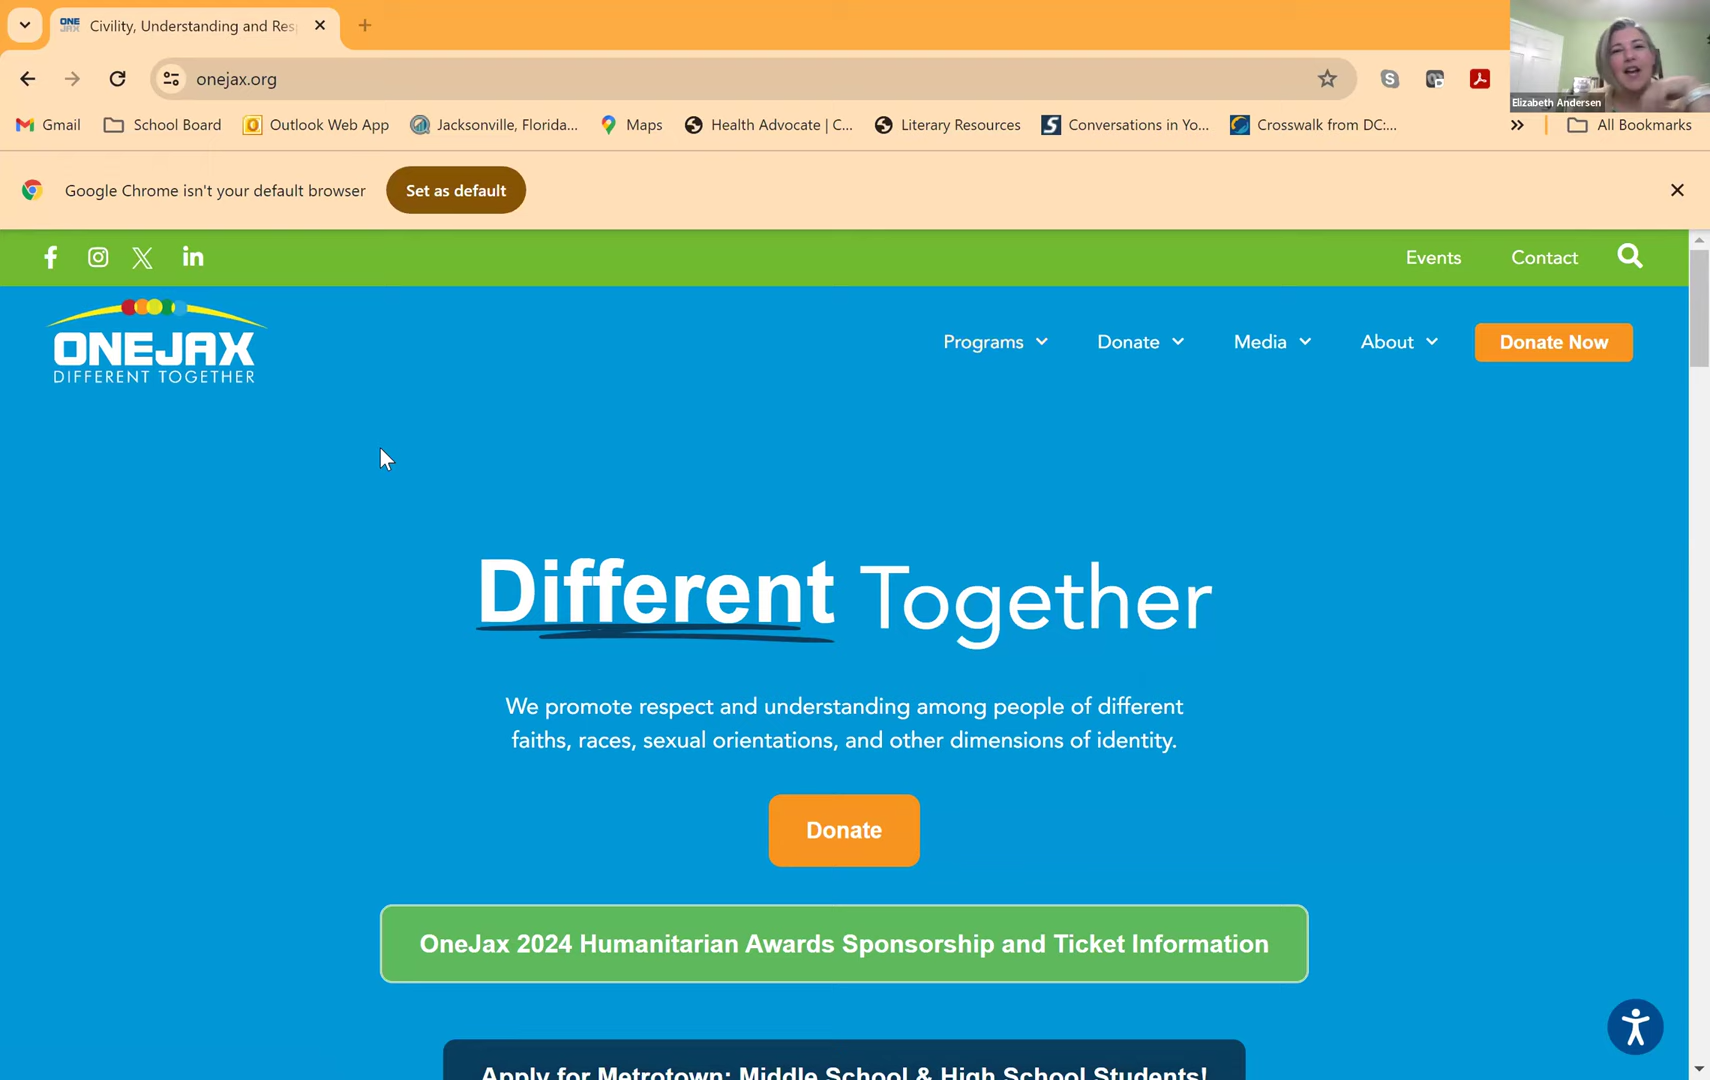 ONE
JAX
Civility, Understanding and Res
onejax.org
Elizabeth Andersen
Gmail
School Board
Outlook Web App
Jacksonville, Florida...
Maps
Health Advocate | C...
Literary Resources
Conversations in Yo...
Crosswalk from DC:...
All Bookmarks
Google Chrome isn't your default browser
Set as default
Events
Contact
ONEJAX
DIFFERENT TOGETHER
Programs
Donate
Media
About
Donate Now
Different Together
We promote respect and understanding among people of different
faiths, races, sexual orientations, and other dimensions of identity.
Donate
OneJax 2024 Humanitarian Awards Sponsorship and Ticket Information
Apply for Metrotown: Middle School & High School Students!